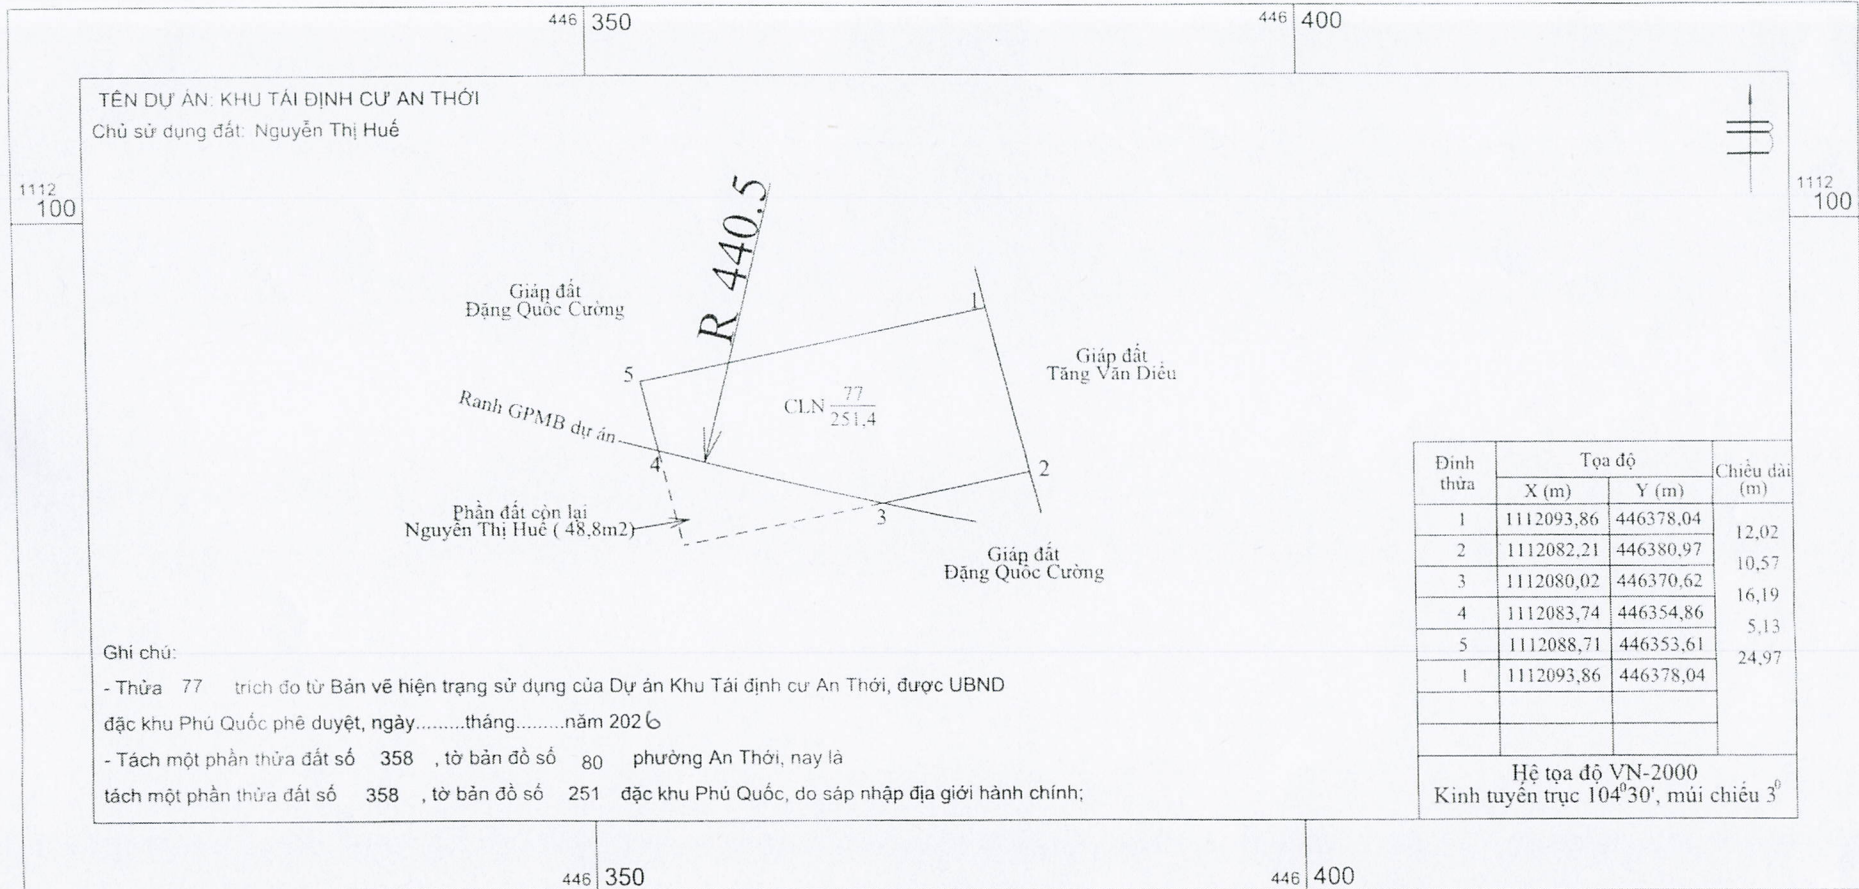 446 350
446 400
TÊN DỰ ÁN: KHU TÁI ĐỊNH CƯ AN THỚI
Chủ sử dụng đất: Nguyễn Thị Huế
1112
100
1112
100
R 440.5
Giáp đất
Đặng Quốc Cường
1
Giáp đất
Tăng Văn Diều
5
CLN 77
251,4
Ranh GPMB dự án
4
2
3
Phần đất còn lại
Nguyễn Thị Huế ( 48,8m2)
Giáp đất
Đặng Quốc Cường
Đỉnh thửa | Tọa độ | Chiều dài (m)
X (m) | Y (m)
1 | 1112093,86 | 446378,04
12,02
2 | 1112082,21 | 446380,97
10,57
3 | 1112080,02 | 446370,62
16,19
4 | 1112083,74 | 446354,86
5,13
5 | 1112088,71 | 446353,61
24,97
1 | 1112093,86 | 446378,04
Hệ tọa độ VN-2000
Kinh tuyến trục 104⁰30', múi chiếu 3⁰
Ghi chú:
- Thửa 77 trích đo từ Bản vẽ hiện trạng sử dụng của Dự án Khu Tái định cư An Thới, được UBND
đặc khu Phú Quốc phê duyệt, ngày.........tháng.........năm 2026
- Tách một phần thửa đất số 358 , tờ bản đồ số 80 phường An Thới, nay là
tách một phần thửa đất số 358 , tờ bản đồ số 251 đặc khu Phú Quốc, do sáp nhập địa giới hành chính;
446 350
446 400